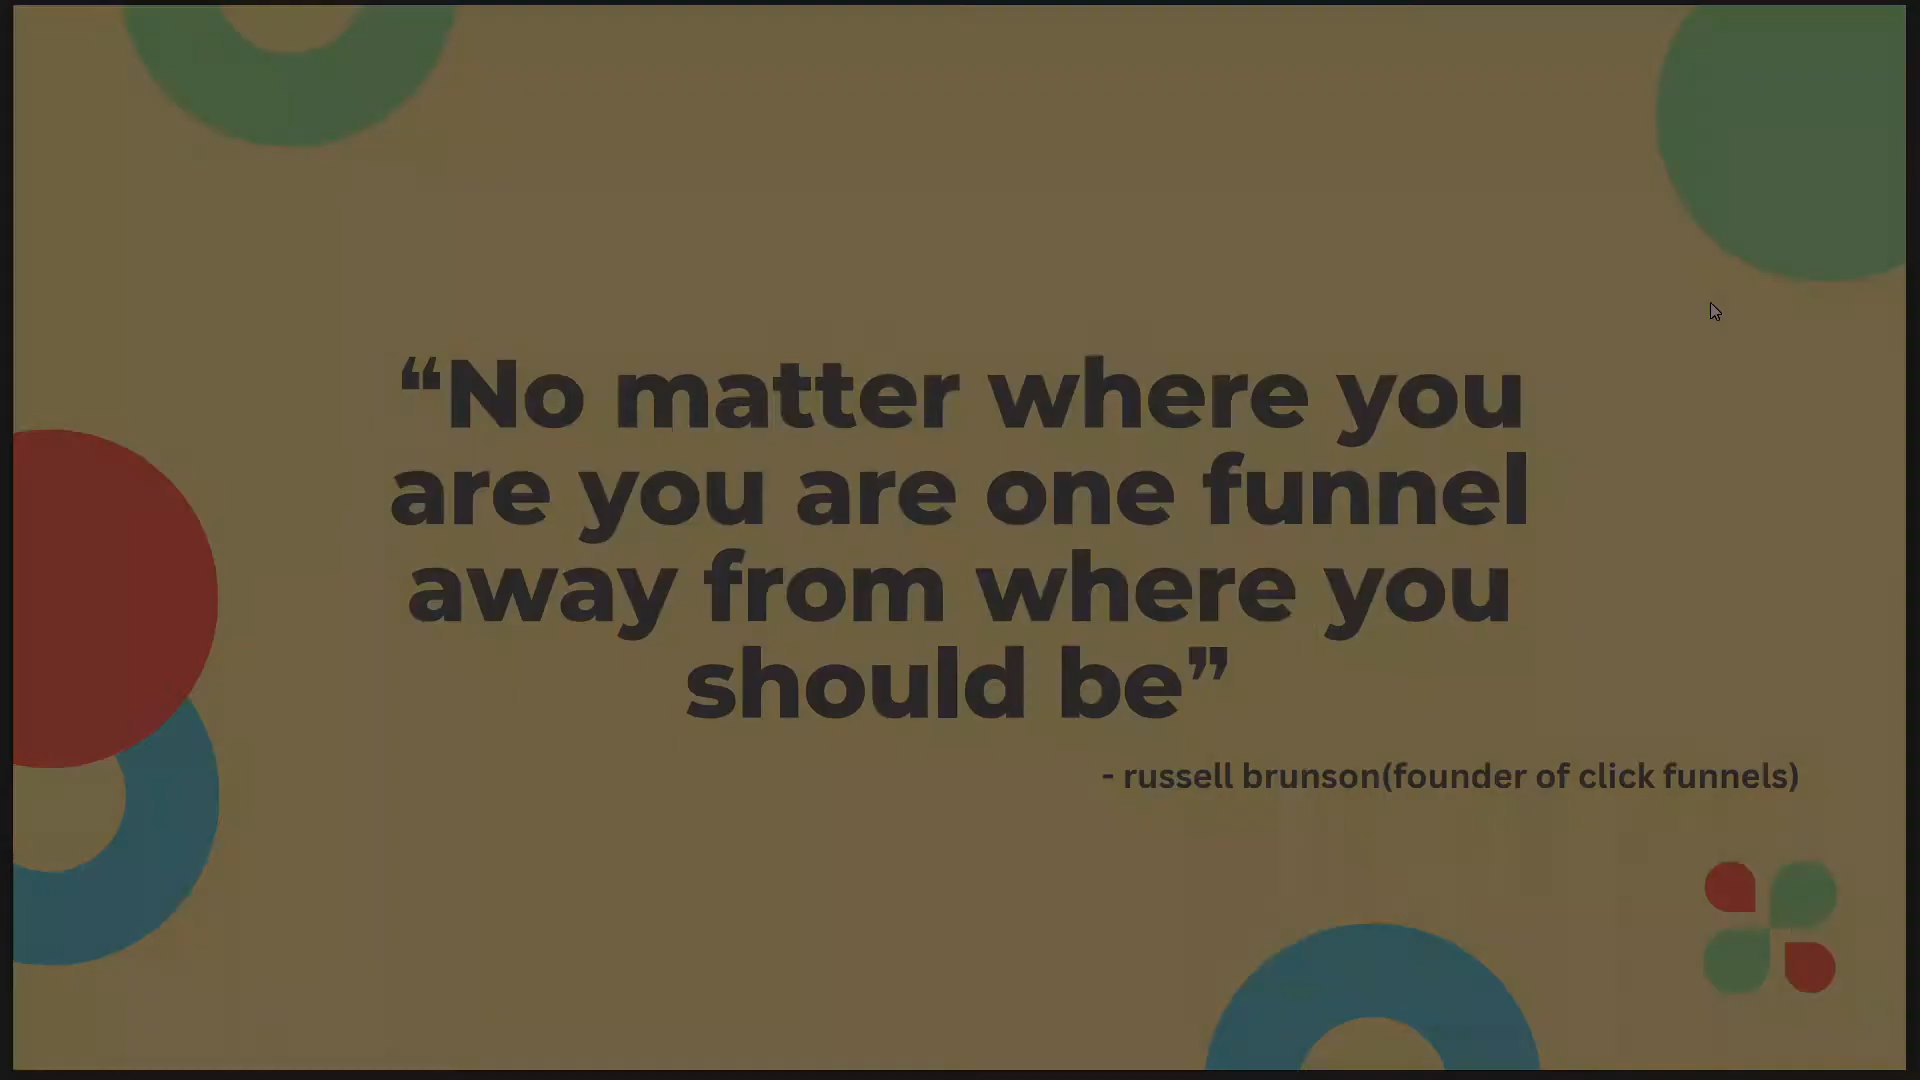 “No matter where you
are you are one funnel
away from where you
should be”
- russell brunson(founder of click funnels)